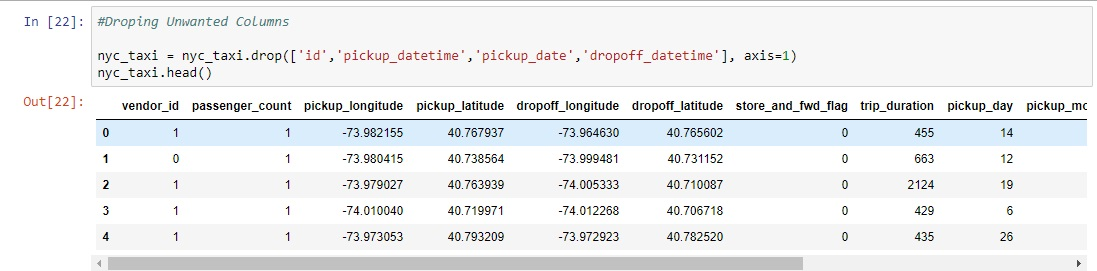 In [22]: #Droping Unwanted Columns
nyc_taxi = nyc_taxi.drop(['id','pickup_datetime','pickup_date','dropoff_datetime'], axis=1)
nyc_taxi.head()
Out[22]:
vendor_id passenger_count pickup_longitude pickup_latitude dropoff_longitude dropoff_latitude store_and_fwd_flag trip_duration pickup_day pickup_mo
0 1 1 -73.982155 40.767937 -73.964630 40.765602 0 455 14
1 0 1 -73.980415 40.738564 -73.999481 40.731152 0 663 12
2 1 1 -73.979027 40.763939 -74.005333 40.710087 0 2124 19
3 1 1 -74.010040 40.719971 -74.012268 40.706718 0 429 6
4 1 1 -73.973053 40.793209 -73.972923 40.782520 0 435 26